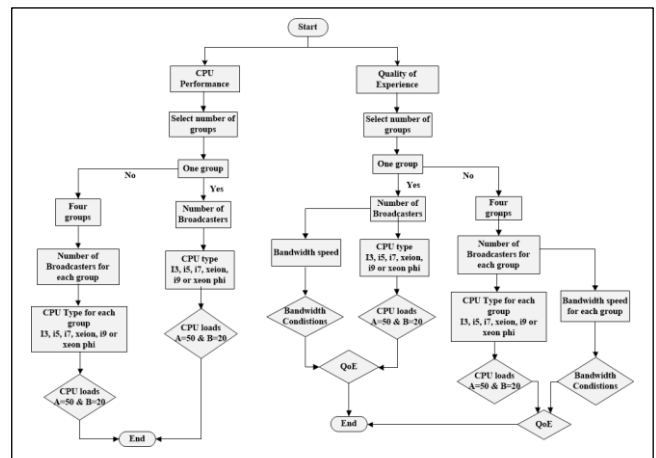 Start
CPU
Performance
Select number of
groups
One group
No
Yes
Four
groups
Number of
Broadcasters
Number of
Broadcasters for
each group
CPU type
I3, i5, i7, xeion,
i9 or xeon phi
CPU Type for each
group
I3, i5, i7, xeion, i9 or
xeon phi
CPU loads
A=50 & B=20
CPU loads
A=50 & B=20
End
Quality of
Experience
Select number of
groups
One group
Yes
No
Number of
Broadcasters
Four
groups
Bandwidth speed
CPU type
I3, i5, i7, xeion,
i9 or xeon phi
Number of
Broadcasters for
each group
Bandwidth
Condistions
CPU loads
A=50 & B=20
CPU Type for each
group
I3, i5, i7, xeion, i9 or
xeon phi
Bandwidth speed
for each group
QoE
CPU loads
A=50 & B=20
Bandwidth
Condistions
End
QoE